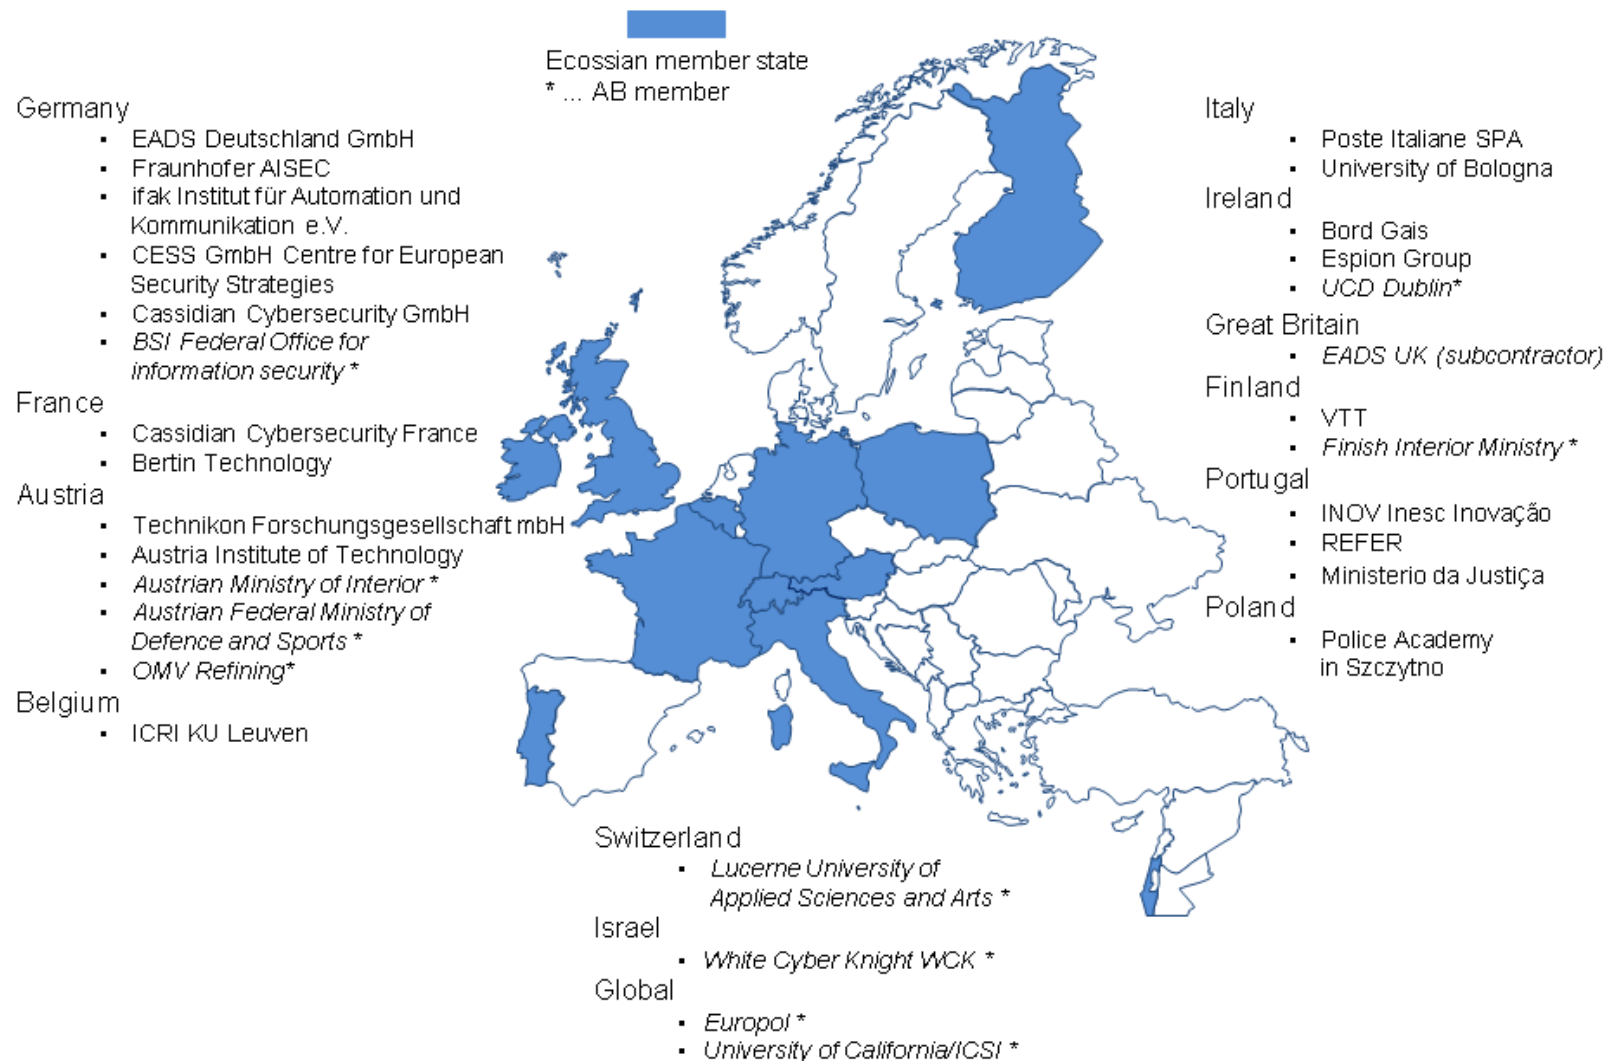 Ecossian member state
* ... AB member
Germany
▪ EADS Deutschland GmbH
▪ Fraunhofer AISEC
▪ ifak Institut für Automation und
Kommunikation e.V.
▪ CESS GmbH Centre for European
Security Strategies
▪ Cassidian Cybersecurity GmbH
▪ BSI Federal Office for
information security *
France
▪ Cassidian Cybersecurity France
▪ Bertin Technology
Austria
▪ Technikon Forschungsgesellschaft mbH
▪ Austria Institute of Technology
▪ Austrian Ministry of Interior *
▪ Austrian Federal Ministry of
Defence and Sports *
▪ OMV Refining*
Belgium
▪ ICRI KU Leuven
Italy
▪ Poste Italiane SPA
▪ University of Bologna
Ireland
▪ Bord Gais
▪ Espion Group
▪ UCD Dublin*
Great Britain
▪ EADS UK (subcontractor)
Finland
▪ VTT
▪ Finish Interior Ministry *
Portugal
▪ INOV Inesc Inovação
▪ REFER
▪ Ministerio da Justiça
Poland
▪ Police Academy
in Szczytno
Switzerland
▪ Lucerne University of
Applied Sciences and Arts *
Israel
▪ White Cyber Knight WCK *
Global
▪ Europol *
▪ University of California/ICSI *